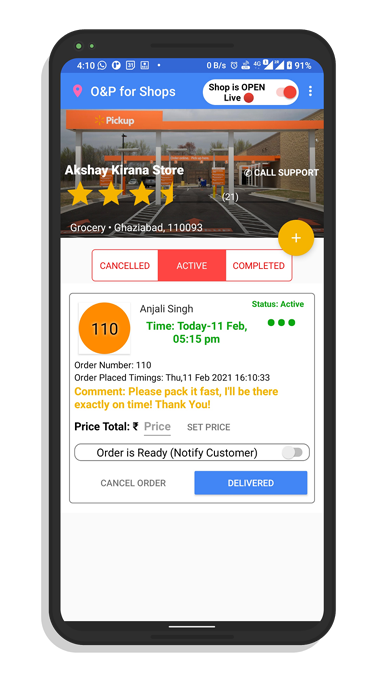 4:10 31 0 B/s 4G 91%
O&P for Shops
Shop is OPEN
Live
Pickup
Akshay Kirana Store
CALL SUPPORT
(21)
Grocery • Ghaziabad, 110093
+
CANCELLED ACTIVE COMPLETED
Status: Active
Anjali Singh
110
Time: Today-11 Feb,
05:15 pm
Order Number: 110
Order Placed Timings: Thu,11 Feb 2021 16:10:33
Comment: Please pack it fast, I'll be there
exactly on time! Thank You!
Price Total: ₹ Price SET PRICE
Order is Ready (Notify Customer)
CANCEL ORDER DELIVERED